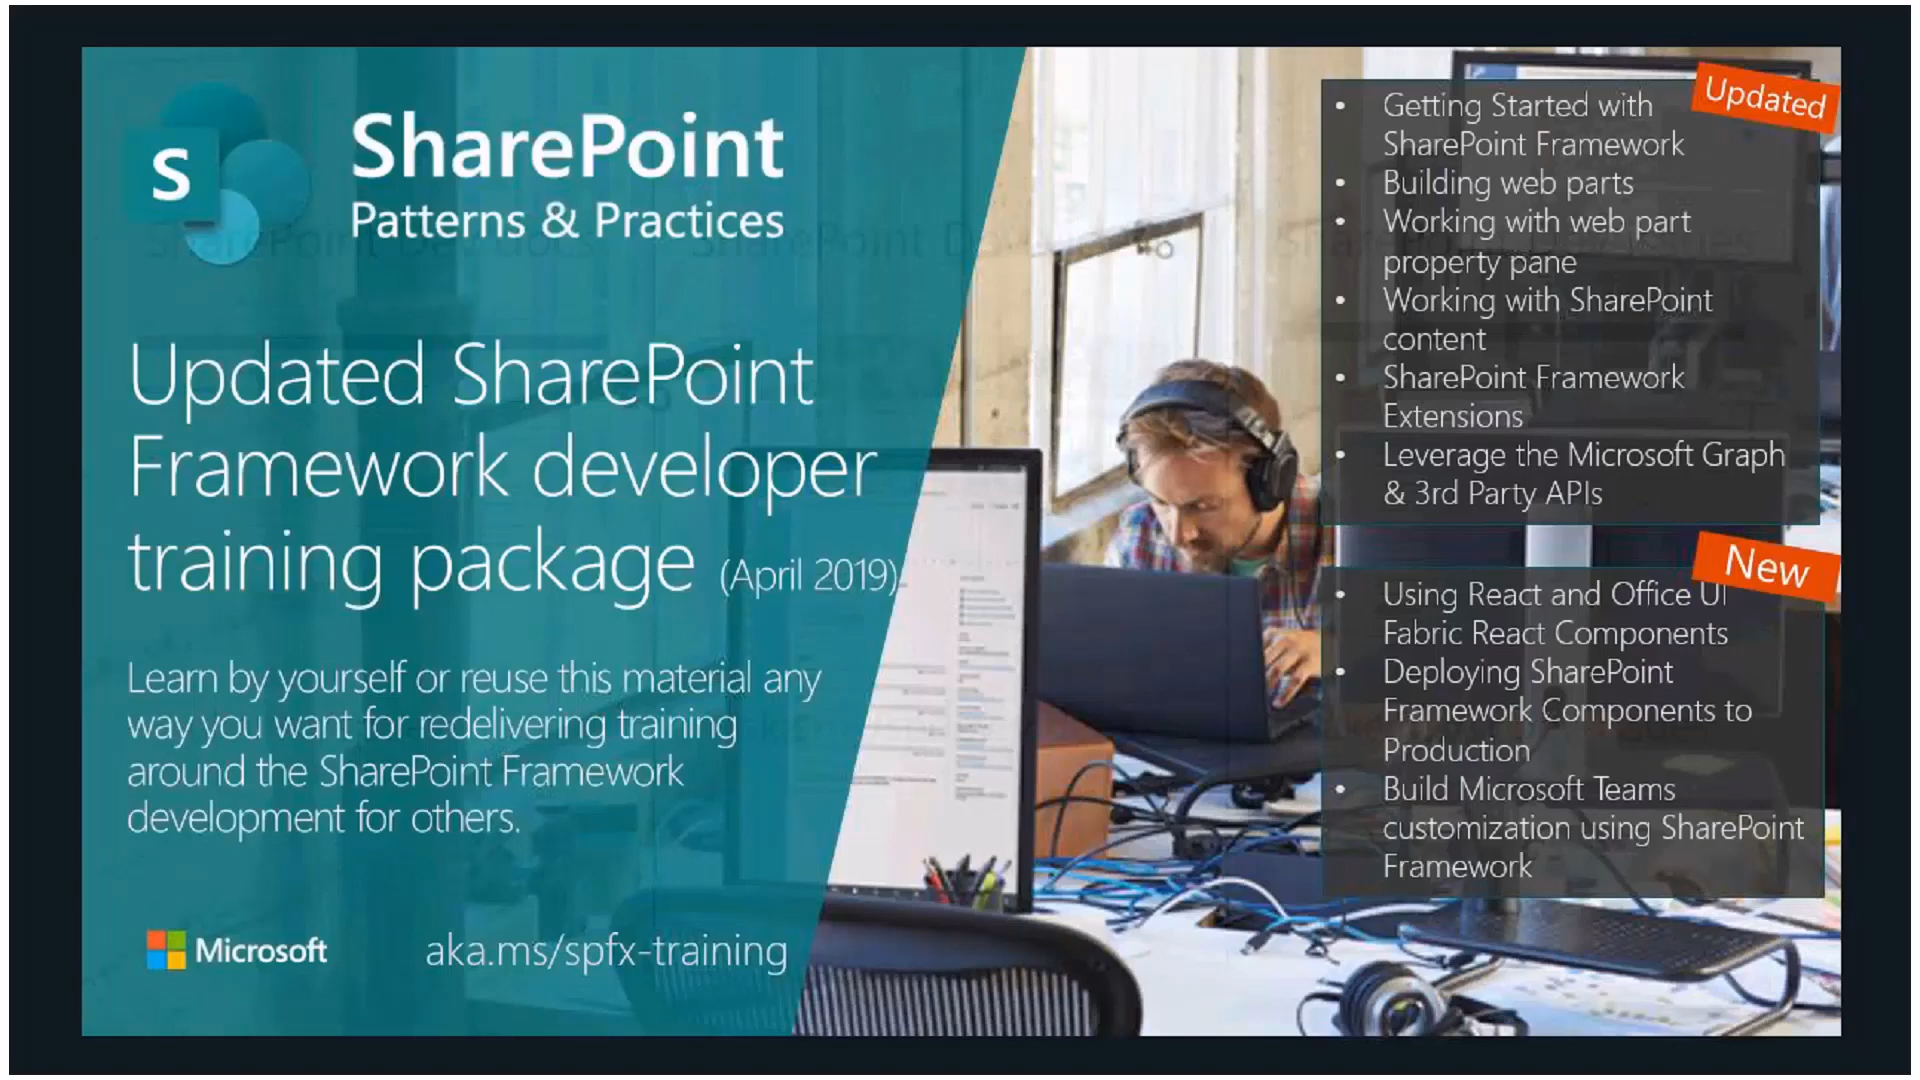 S
SharePoint
Patterns & Practices
Updated SharePoint
Framework developer
training package (April 2019)
Learn by yourself or reuse this material any
way you want for redelivering training
around the SharePoint Framework
development for others.
Microsoft
aka.ms/spfx-training
Updated
• Getting Started with
SharePoint Framework
• Building web parts
• Working with web part
property pane
• Working with SharePoint
content
• SharePoint Framework
Extensions
• Leverage the Microsoft Graph
& 3rd Party APIs
New
• Using React and Office UI
Fabric React Components
• Deploying SharePoint
Framework Components to
Production
• Build Microsoft Teams
customization using SharePoint
Framework